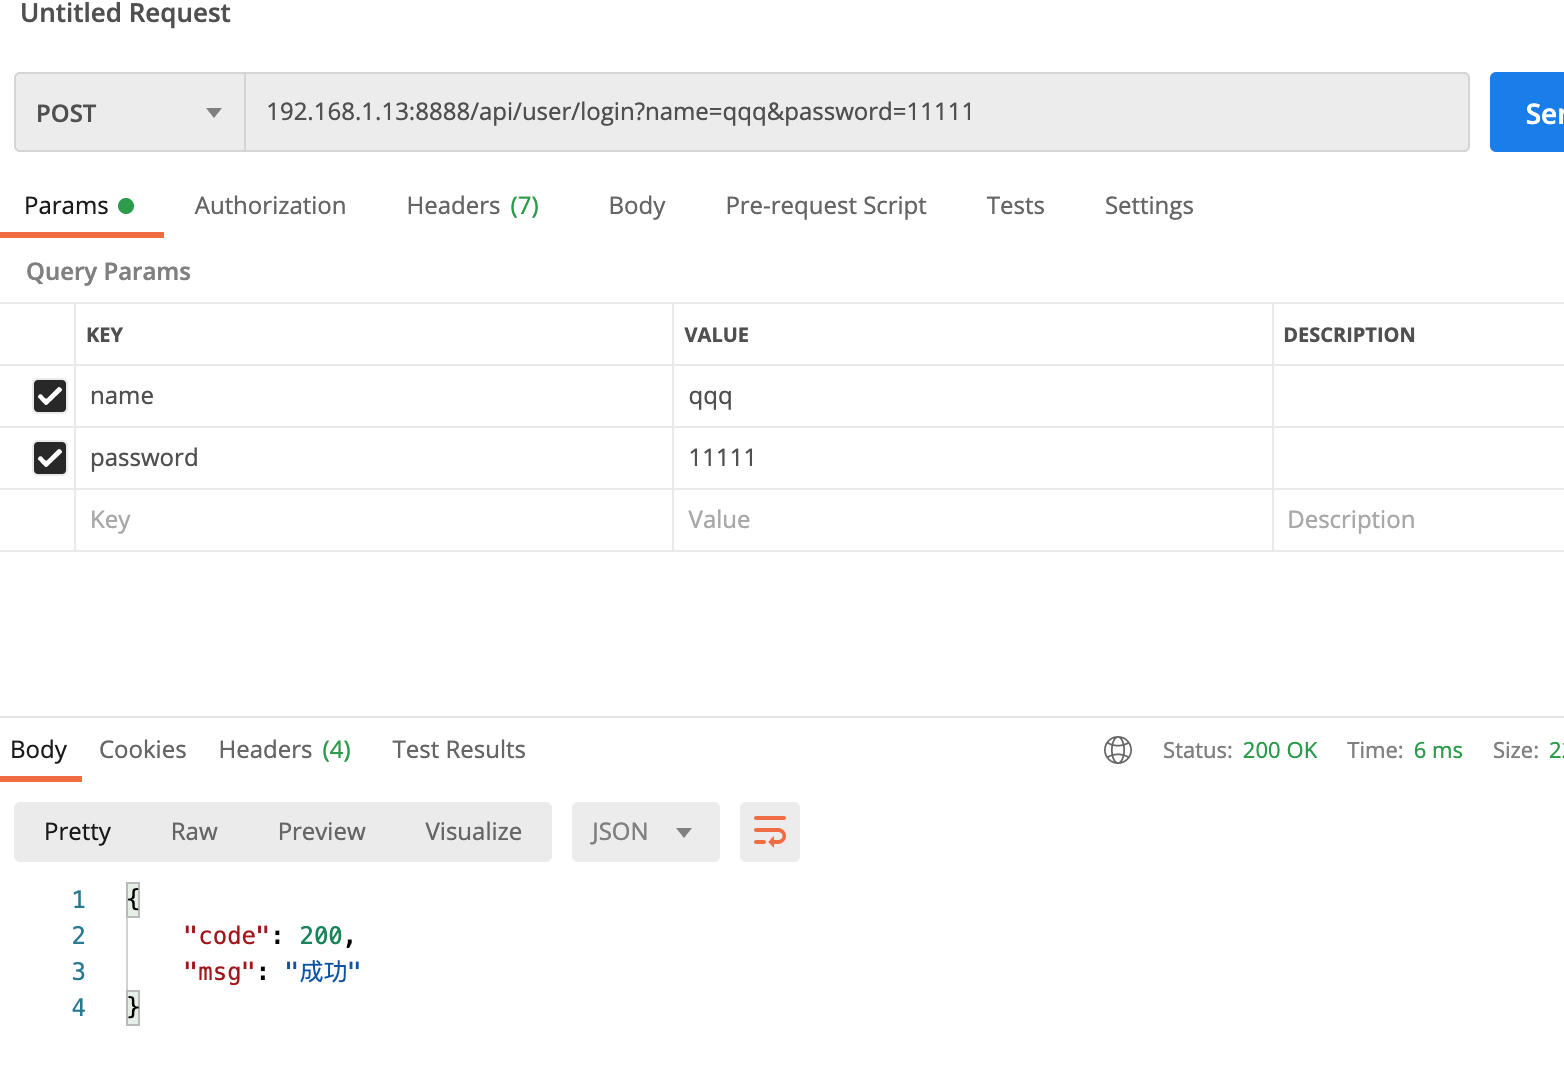 Untitled Request
POST 192.168.1.13:8888/api/user/login?name=qqq&password=11111
Params Authorization Headers (7) Body Pre-request Script Tests Settings
Query Params
KEY VALUE DESCRIPTION
name qqq
password 11111
Key Value Description
Body Cookies Headers (4) Test Results Status: 200 OK Time: 6 ms Size:
Pretty Raw Preview Visualize JSON
1 {
2 "code": 200,
3 "msg": "成功"
4 }